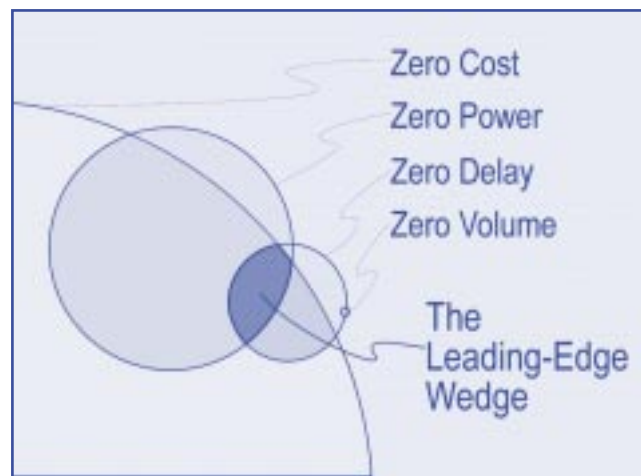 Zero Cost
Zero Power
Zero Delay
Zero Volume
The
Leading-Edge
Wedge